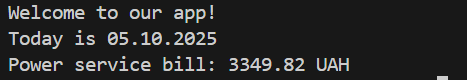 Welcome to our app!
Today is 05.10.2025
Power service bill: 3349.82 UAH